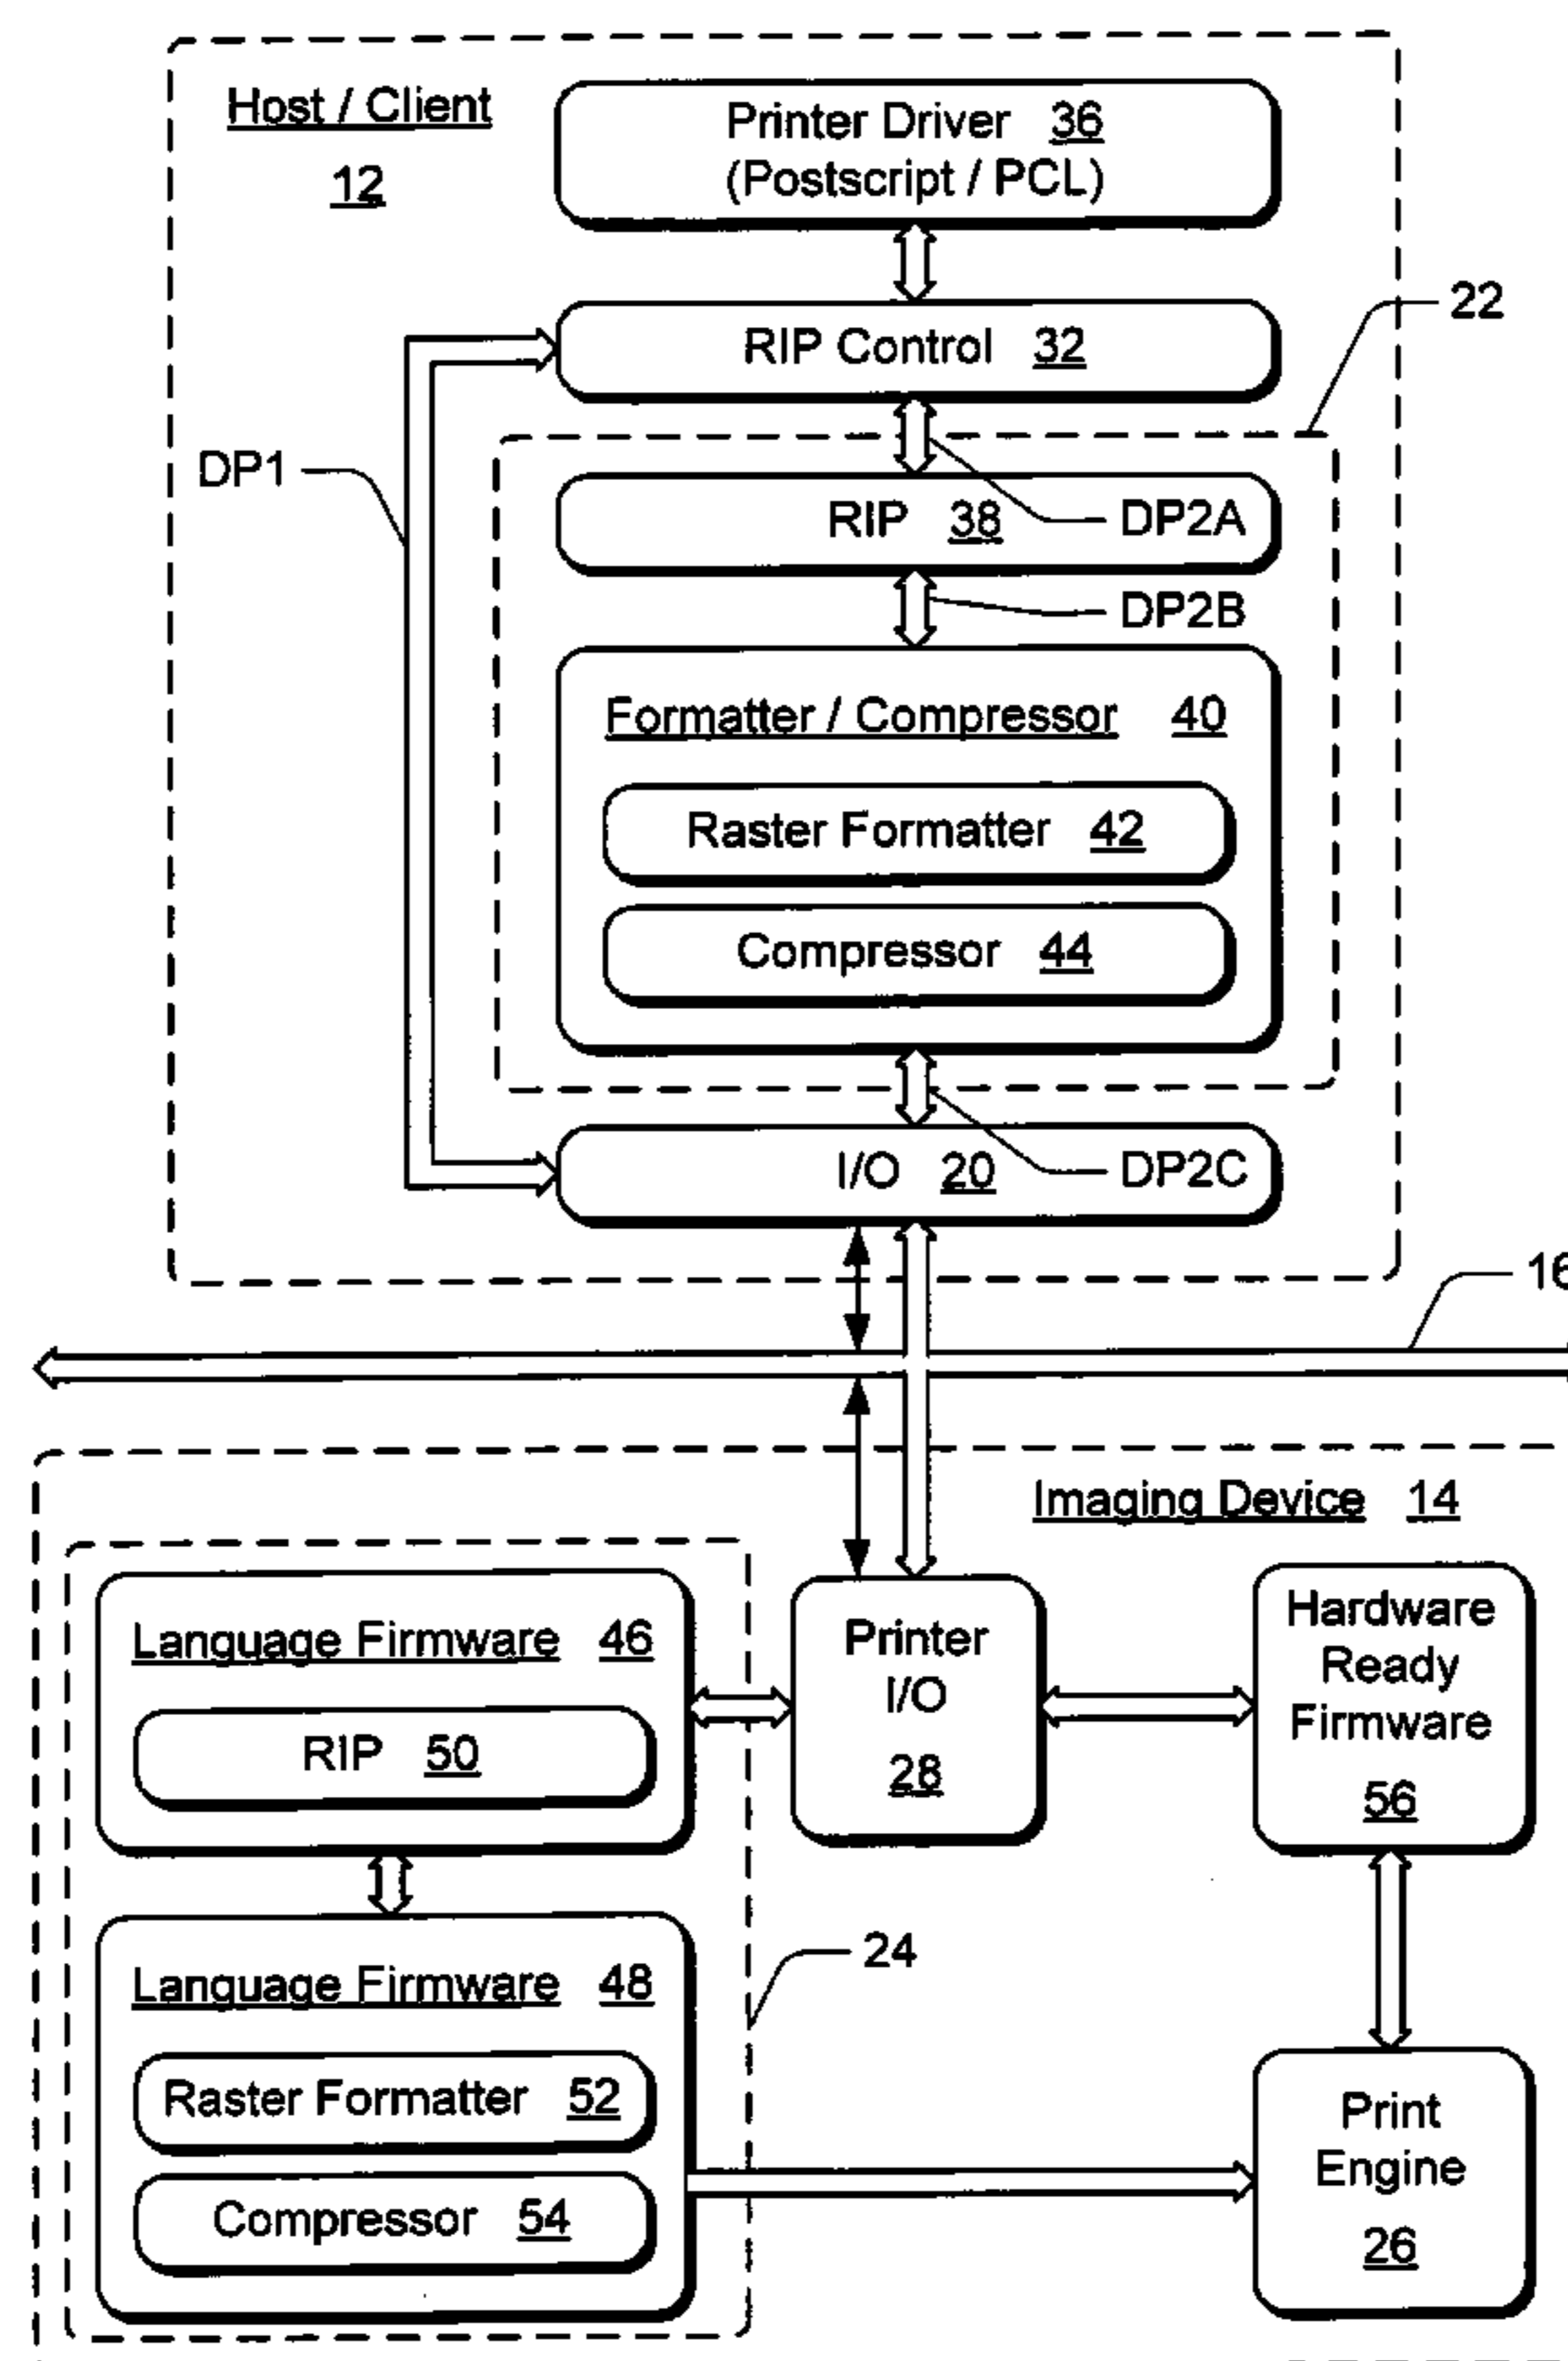 Host / Client
12
Printer Driver 36
(Postscript / PCL)
RIP Control 32
22
DP1
RIP 38
DP2A
DP2B
Formatter / Compressor 40
Raster Formatter 42
Compressor 44
I/O 20
DP2C
16
Imaging Device 14
Language Firmware 46
RIP 50
Printer
I/O
28
Hardware
Ready
Firmware
56
Language Firmware 48
24
Raster Formatter 52
Compressor 54
Print
Engine
26